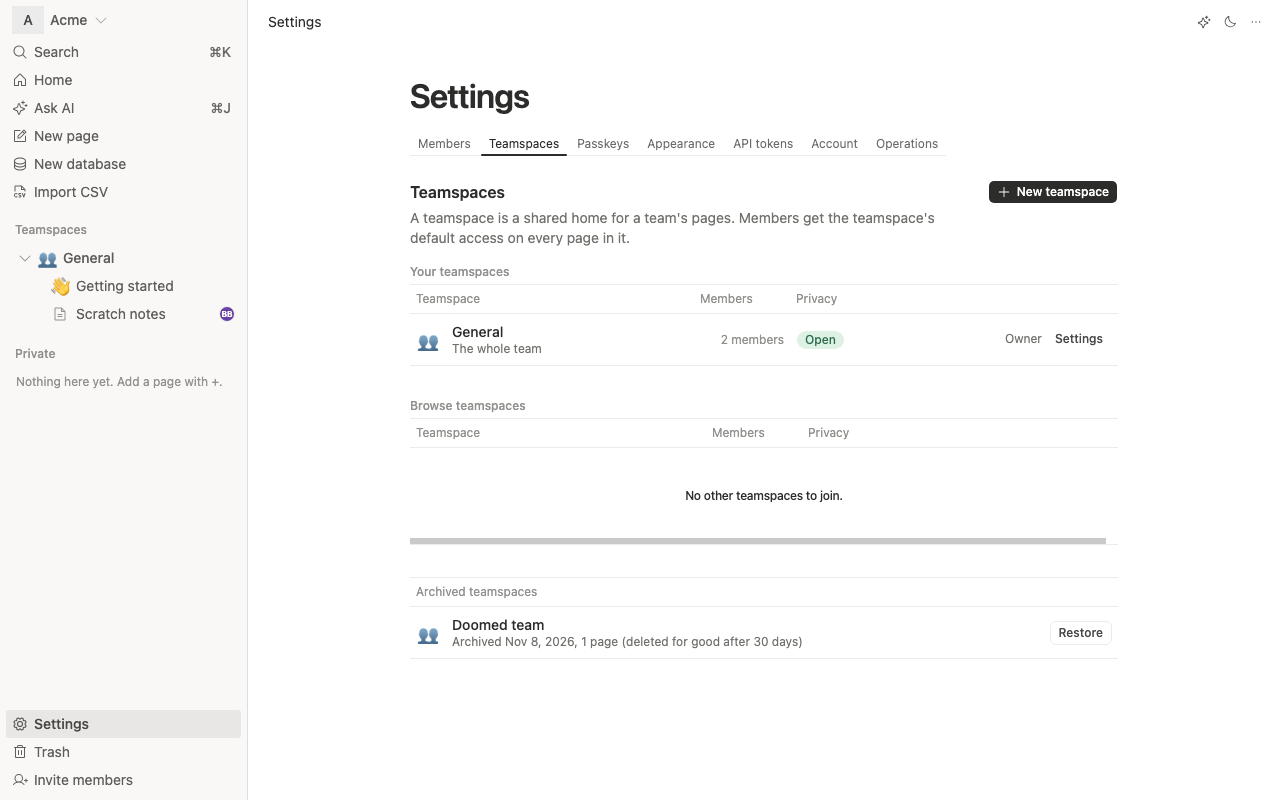 A Acme
Search ⌘K
Home
Ask AI ⌘J
New page
New database
CSV Import CSV
Teamspaces
General
Getting started
Scratch notes BB
Private
Nothing here yet. Add a page with +.
Settings
Trash
Invite members
Settings
Settings
Members Teamspaces Passkeys Appearance API tokens Account Operations
Teamspaces
+ New teamspace
A teamspace is a shared home for a team's pages. Members get the teamspace's
default access on every page in it.
Your teamspaces
Teamspace Members Privacy
General
The whole team
2 members Open Owner Settings
Browse teamspaces
Teamspace Members Privacy
No other teamspaces to join.
Archived teamspaces
Doomed team
Archived Nov 8, 2026, 1 page (deleted for good after 30 days)
Restore